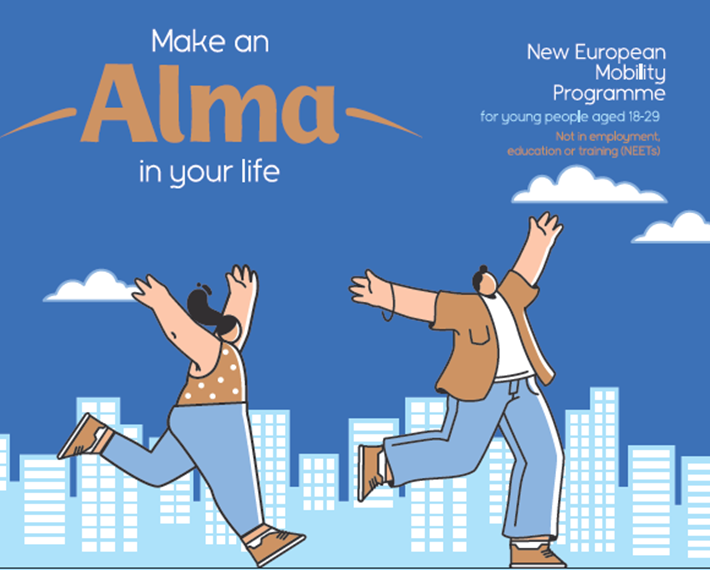 Make an
Alma
in your life
New European
Mobility
Programme
for young people aged 18-29
Not in employment,
education or training (NEETs)